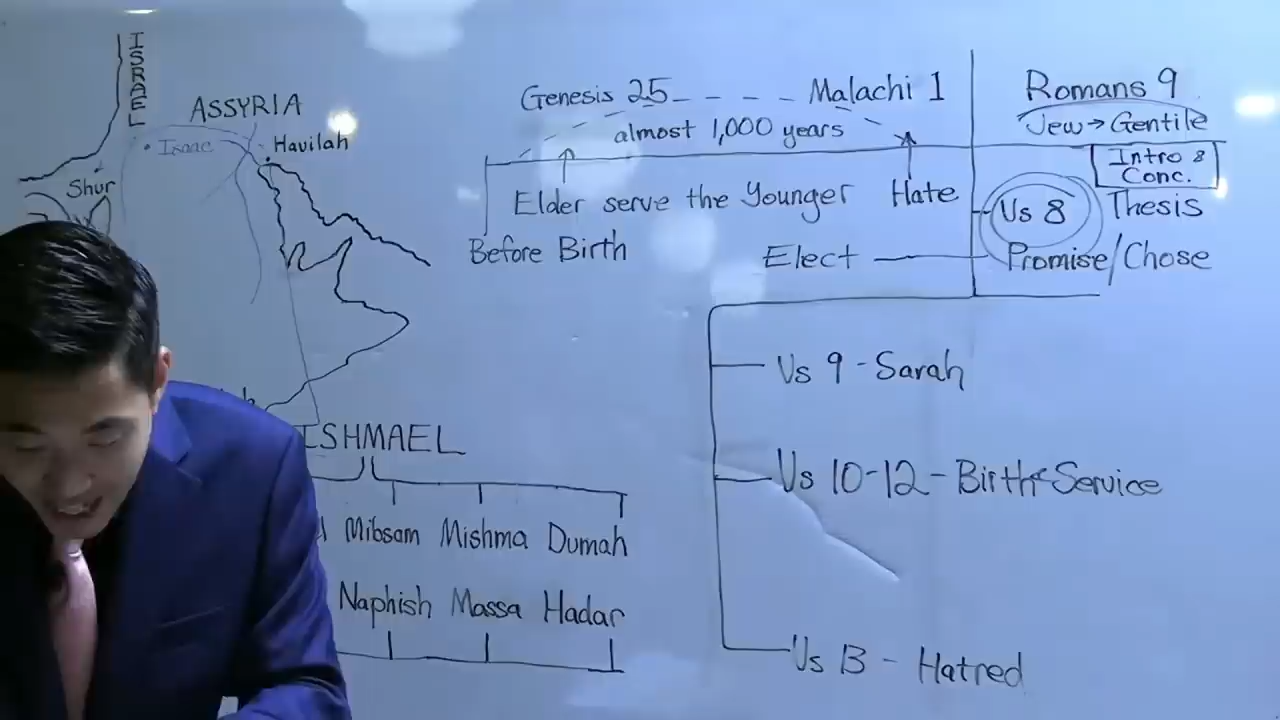 ISRAEL
ASSYRIA
Isaac
Havilah
Shur
ISHMAEL
Mibsam Mishma Dumah
Naphish Massa Hadar
Genesis 25 - - - - Malachi 1
almost 1,000 years
Elder serve the Younger Hate
Before Birth
Elect
Romans 9
Jew → Gentile
Intro &
Conc.
Vs 8 Thesis
Promise/Chose
Vs 9 - Sarah
Vs 10-12 - Birth & Service
Vs 13 - Hatred